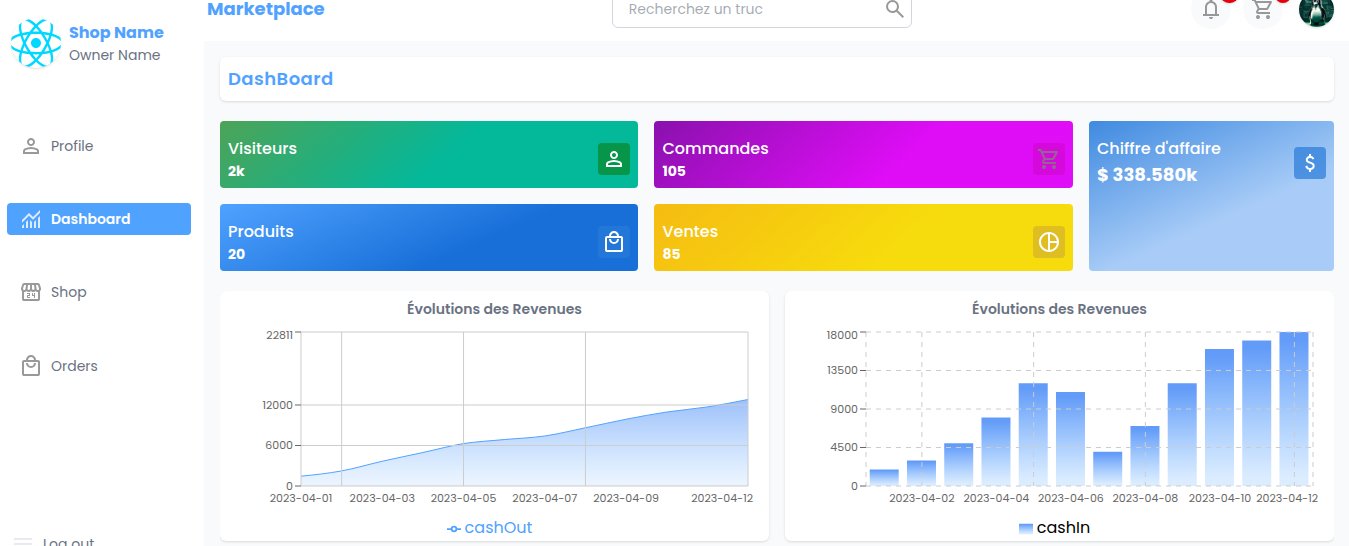 Shop Name
Owner Name
Profile
Dashboard
Shop
Orders
Log out
Marketplace
Recherchez un truc
DashBoard
Visiteurs
2k
Commandes
105
Chiffre d'affaire
$ 338.580k
Produits
20
Ventes
85
Évolutions des Revenues
22811
12000
6000
0
2023-04-01 2023-04-03 2023-04-05 2023-04-07 2023-04-09 2023-04-12
cashOut
Évolutions des Revenues
18000
13500
9000
4500
0
2023-04-02 2023-04-04 2023-04-06 2023-04-08 2023-04-10 2023-04-12
cashIn